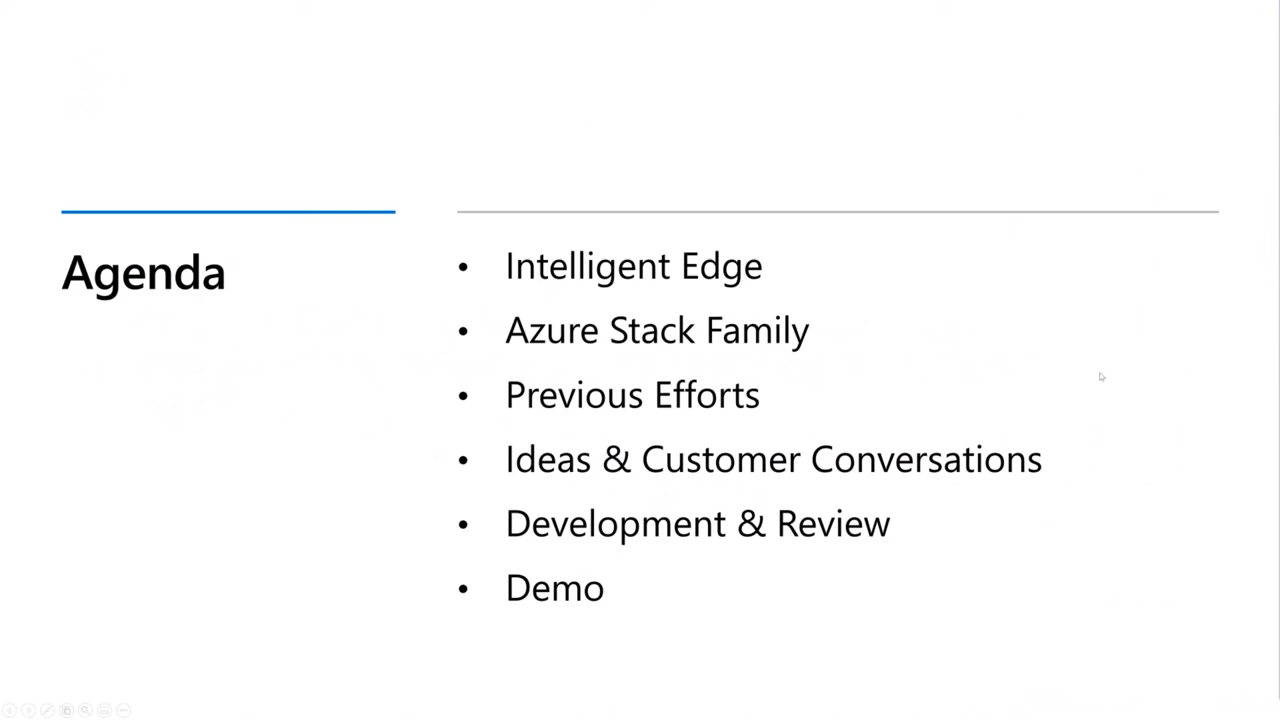 Agenda
• Intelligent Edge
• Azure Stack Family
• Previous Efforts
• Ideas & Customer Conversations
• Development & Review
• Demo